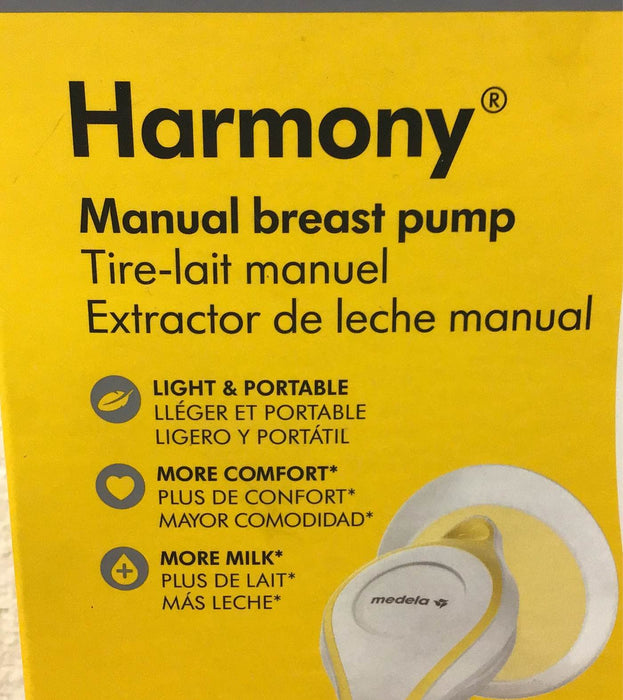 Harmony®
Manual breast pump
Tire-lait manuel
Extractor de leche manual
LIGHT & PORTABLE
LLÉGER ET PORTABLE
LIGERO Y PORTÁTIL
MORE COMFORT*
PLUS DE CONFORT*
MAYOR COMODIDAD*
MORE MILK*
PLUS DE LAIT*
MÁS LECHE*
medela